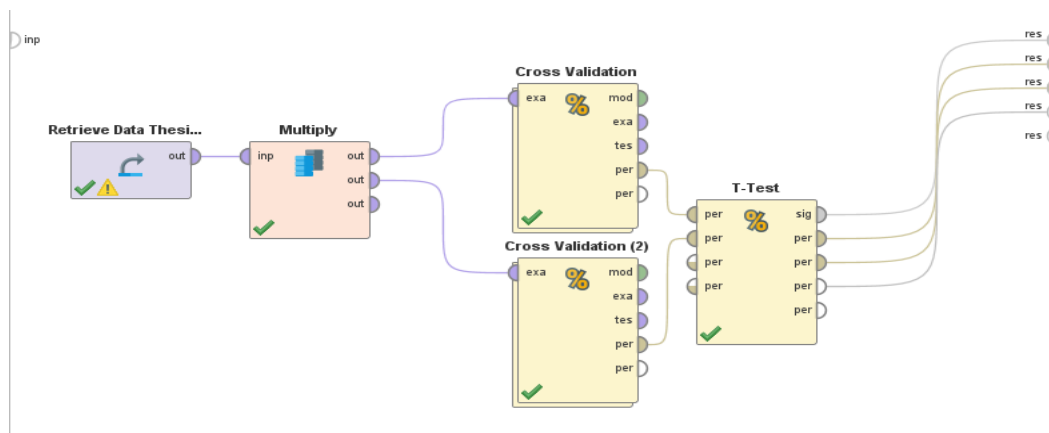 inp
Retrieve Data Thesi...
out
Multiply
inp
out
out
out
Cross Validation
exa
mod
exa
tes
per
per
Cross Validation (2)
exa
mod
exa
tes
per
per
T-Test
per
per
per
per
sig
per
per
per
per
res
res
res
res
res